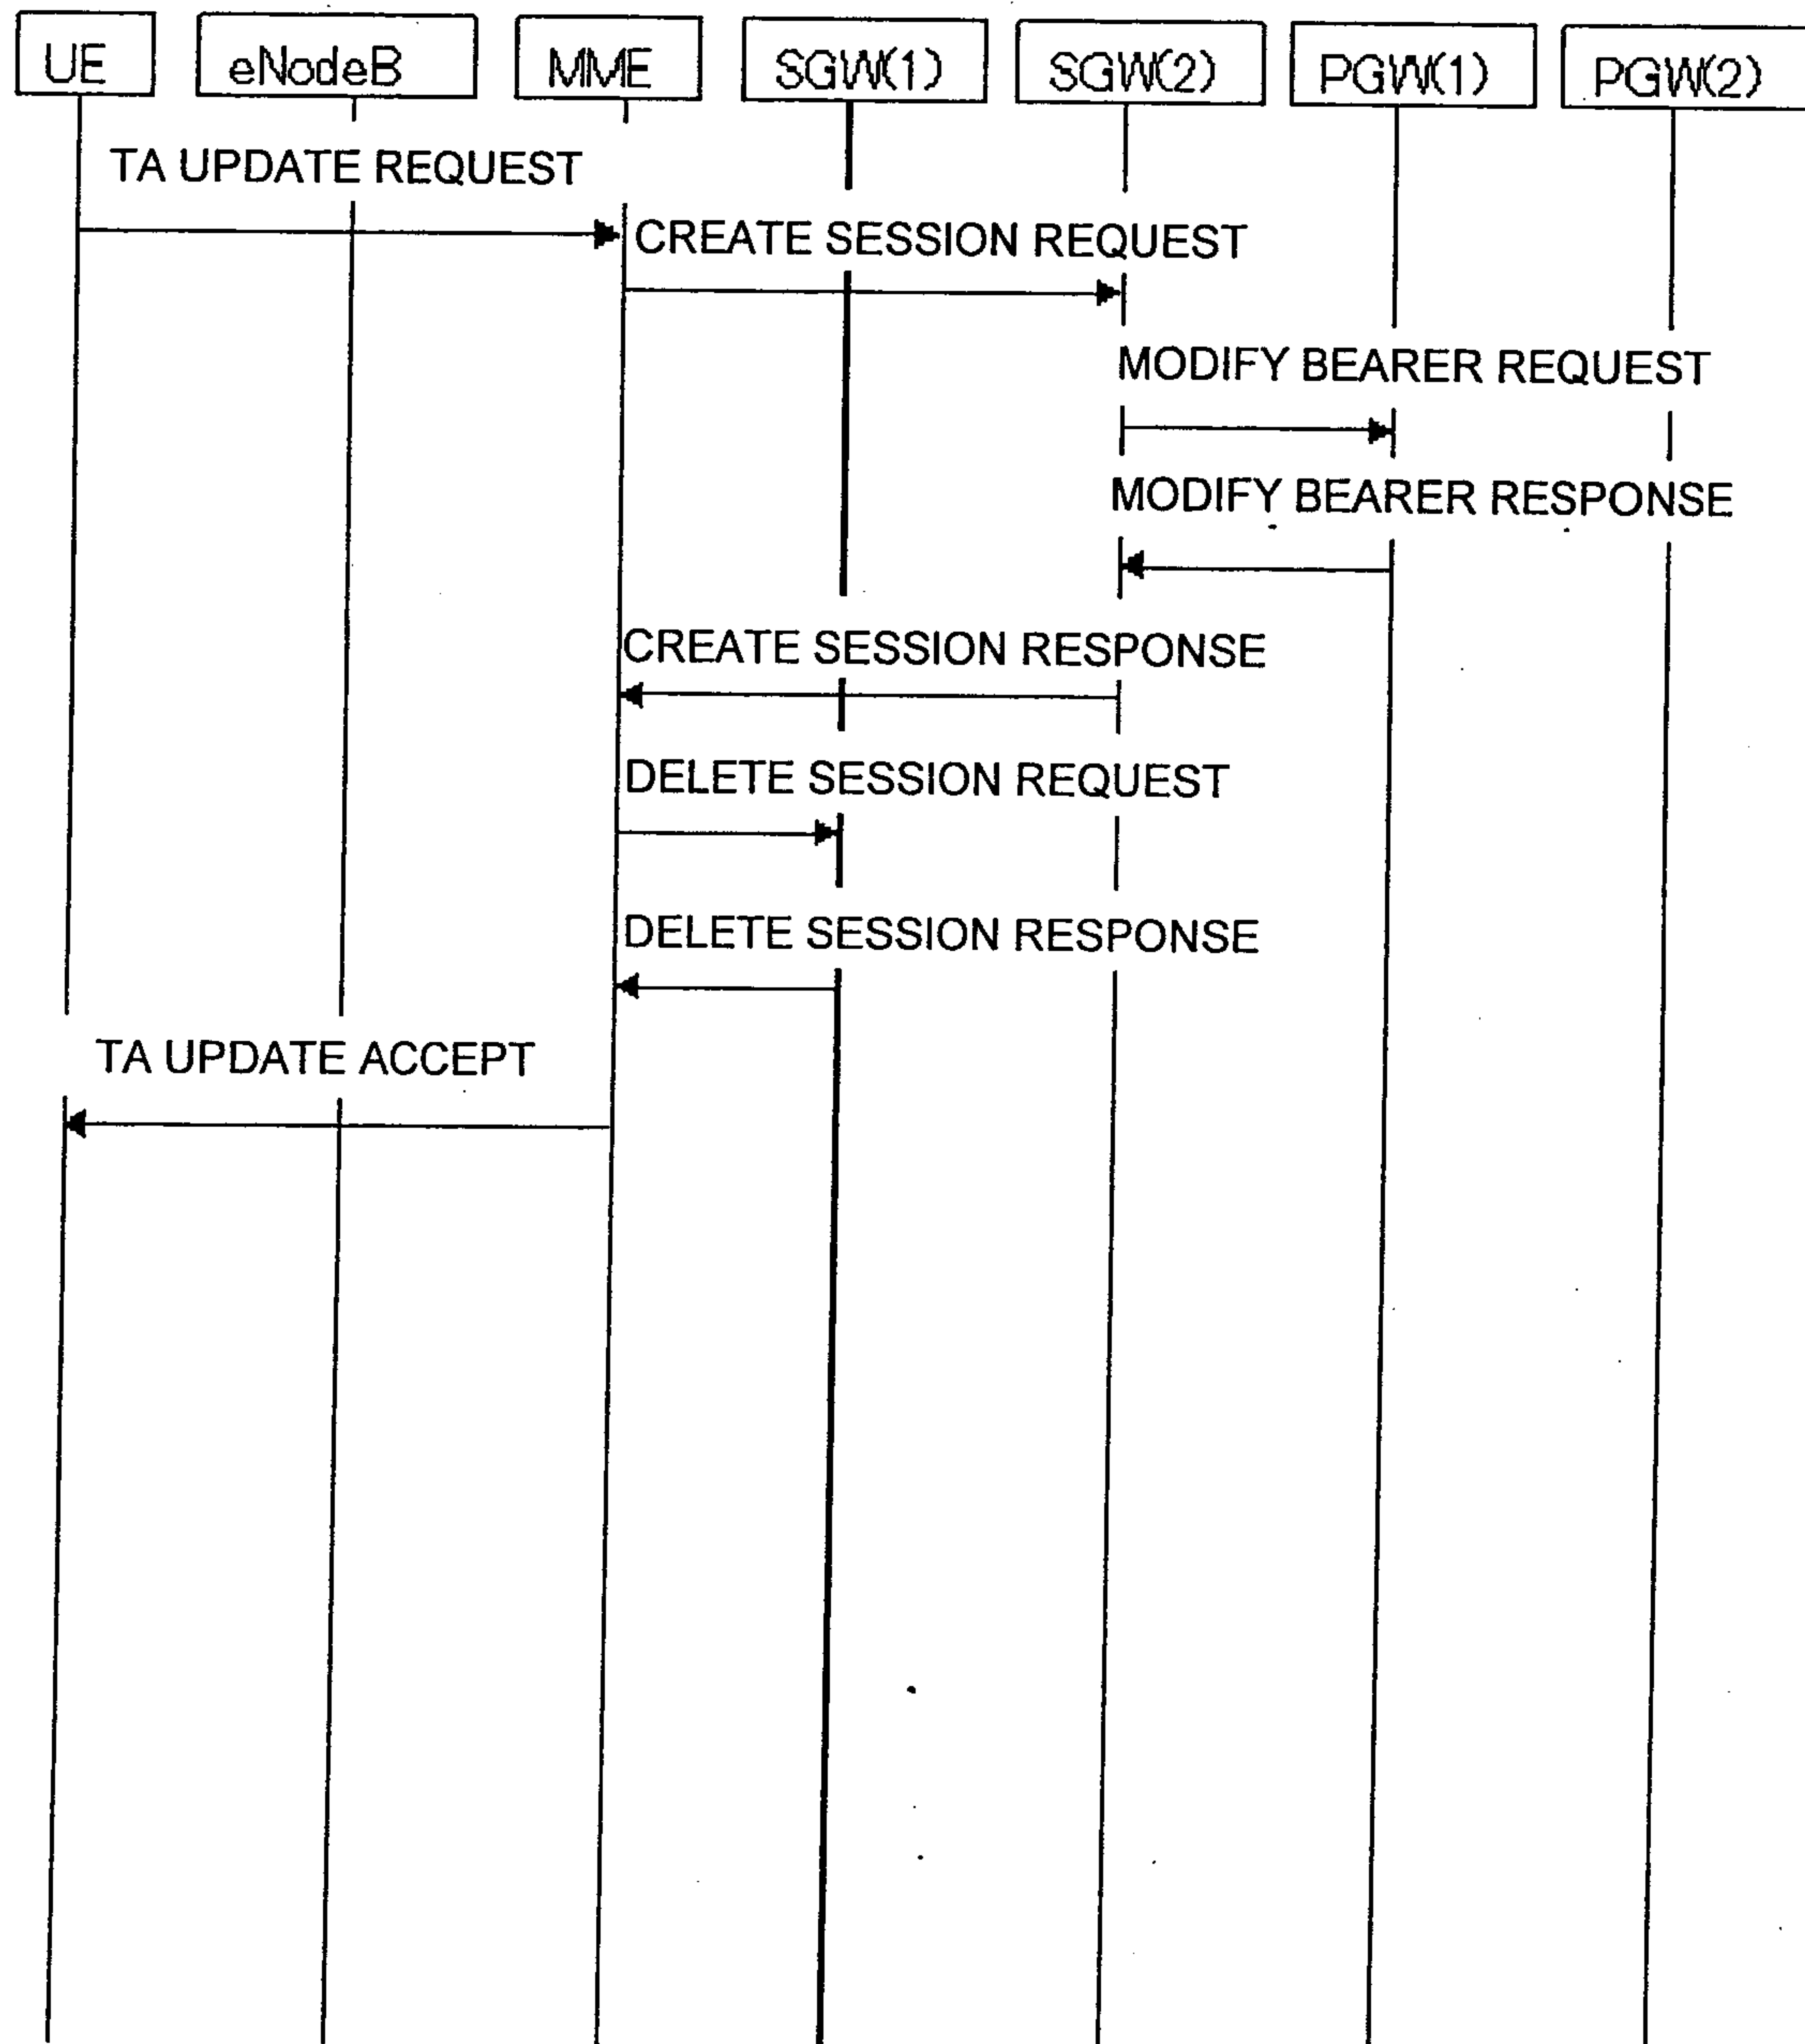 UE eNodeB MME SGW(1) SGW(2) PGW(1) PGW(2)
TA UPDATE REQUEST
CREATE SESSION REQUEST
MODIFY BEARER REQUEST
MODIFY BEARER RESPONSE
CREATE SESSION RESPONSE
DELETE SESSION REQUEST
DELETE SESSION RESPONSE
TA UPDATE ACCEPT